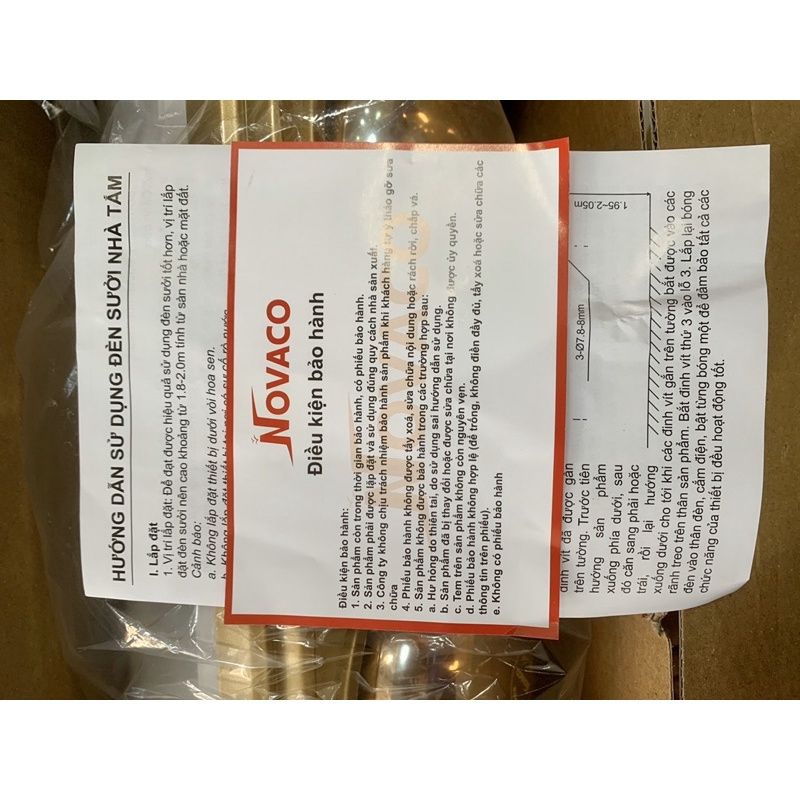 HƯỚNG DẪN SỬ DỤNG ĐÈN SƯỞI NHÀ TẮM
I. Lắp đặt
1. Vị trí lắp đặt: Để đạt được hiệu quả sử dụng đèn sưởi tốt hơn, vị trí lắp
đặt đèn sưởi nên cao khoảng từ 1.8-2.0m tính từ sàn nhà hoặc mặt đất.
Cảnh báo:
a. Không lắp đặt thiết bị dưới vòi hoa sen.
NOVACO
Điều kiện bảo hành
Điều kiện bảo hành:
1. Sản phẩm còn trong thời gian bảo hành, có phiếu bảo hành.
2. Sản phẩm phải được lắp đặt và sử dụng đúng quy cách nhà sản xuất.
3. Công ty không chịu trách nhiệm bảo hành sản phẩm khi khách hàng tự ý tháo gỡ sửa
chữa
4. Phiếu bảo hành không được tẩy xoá, sửa chữa nội dung hoặc rách rời, chắp vá.
5. Sản phẩm không được bảo hành trong các trường hợp sau:
a. Hư hỏng do thiên tai, do sử dụng sai hướng dẫn sử dụng.
b. Sản phẩm đã bị thay đổi hoặc được sửa chữa tại nơi không được ủy quyền.
c. Tem trên sản phẩm không còn nguyên vẹn.
d. Phiếu bảo hành không hợp lệ (để trống, không điền đầy đủ, tẩy xoá hoặc sửa chữa các
thông tin trên phiếu).
e. Không có phiếu bảo hành
NOVACO
1.95~2.05m
3-Ø7.8-8mm
đinh vít đã được gắn
trên tường. Trước tiên
hướng sản phẩm
xuống phía dưới, sau
đó căn sang phải hoặc
trái, rồi lại hướng
xuống dưới cho tới khi các đinh vít gắn trên tường bắt được vào các
rãnh treo trên thân sản phẩm. Bắt đinh vít thứ 3 vào lỗ 3. Lắp lại bóng
đèn vào thân đèn, cắm điện, bật từng bóng một để đảm bảo tất cả các
chức năng của thiết bị đều hoạt động tốt.